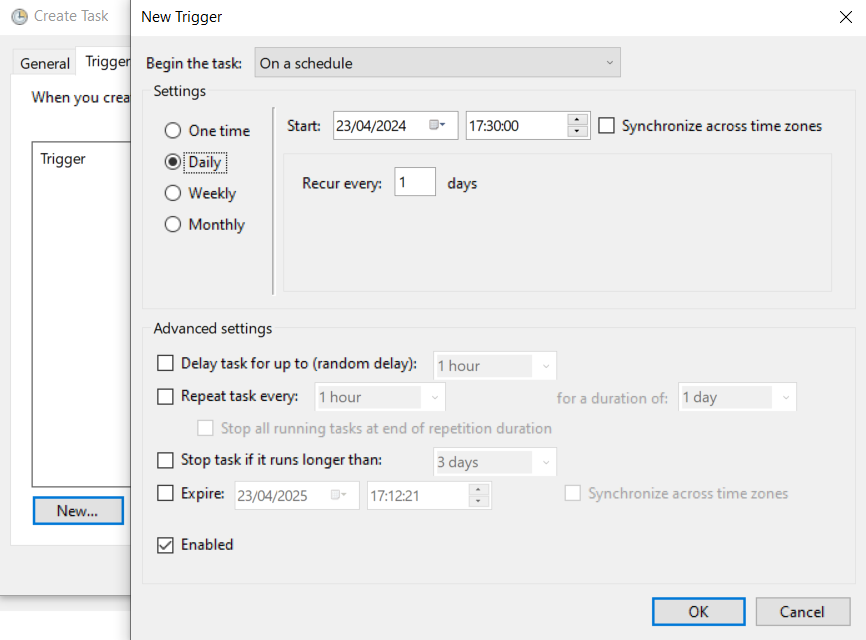 Create Task
New Trigger
General
Trigger
When you crea
Trigger
New...
Begin the task: On a schedule
Settings
One time
Daily
Weekly
Monthly
Start: 23/04/2024 17:30:00 Synchronize across time zones
Recur every: 1 days
Advanced settings
Delay task for up to (random delay): 1 hour
Repeat task every: 1 hour for a duration of: 1 day
Stop all running tasks at end of repetition duration
Stop task if it runs longer than: 3 days
Expire: 23/04/2025 17:12:21 Synchronize across time zones
Enabled
OK Cancel